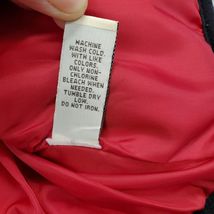 MACHINE
WASH COLD.
WITH LIKE
COLORS.
ONLY NON-
CHLORINE
BLEACH WHEN
NEEDED.
TUMBLE DRY
LOW.
DO NOT IRON.